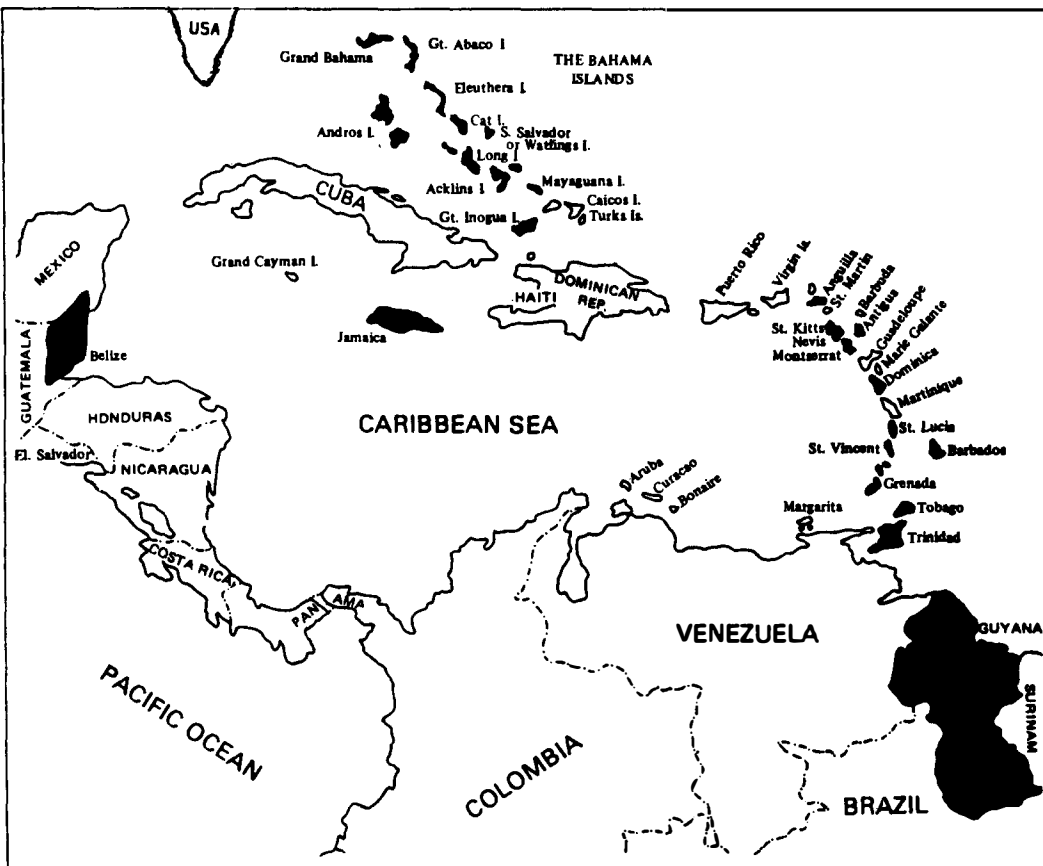 USA
Grand Bahama
Gt. Abaco I
THE BAHAMA
ISLANDS
Eleuthera I.
Andros I.
Cat I.
S. Salvador
or Watlings I.
Long I
Acklins I
Mayaguana I.
Caicos I.
Turks Is.
Gt. Inogua I.
CUBA
MEXICO
Grand Cayman I.
HAITI
DOMINICAN
REP.
Puerto Rico
Virgin Is.
Anguilla
St. Martin
Barbuda
Antigua
St. Kitts
Nevis
Montserrat
Guadeloupe
Marie Galante
Dominica
Martinique
Jamaica
Belize
GUATEMALA
HDNDURAS
CARIBBEAN SEA
St. Lucia
St. Vincent
Barbados
El. Salvador
NICARAGUA
Grenada
Aruba
Curacao
Bonaire
Margarita
Tobago
Trinidad
COSTA RICA
PAN AMA
VENEZUELA
GUYANA
SURINAM
PACIFIC OCEAN
COLOMBIA
BRAZIL